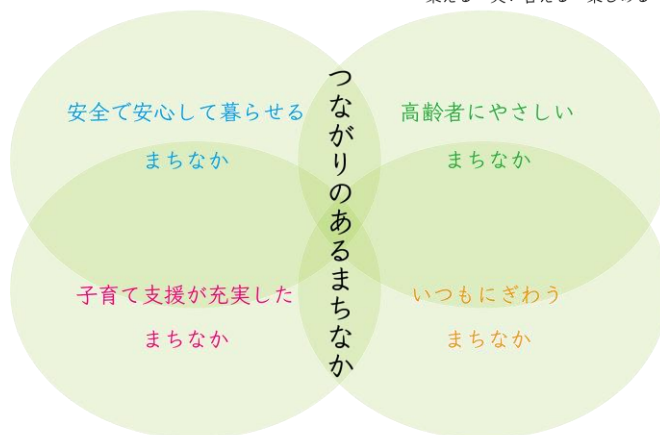 安全で安心して暮らせる
まちなか
高齢者にやさしい
まちなか
つながりのあるまちなか
子育て支援が充実した
まちなか
いつもにぎわう
まちなか